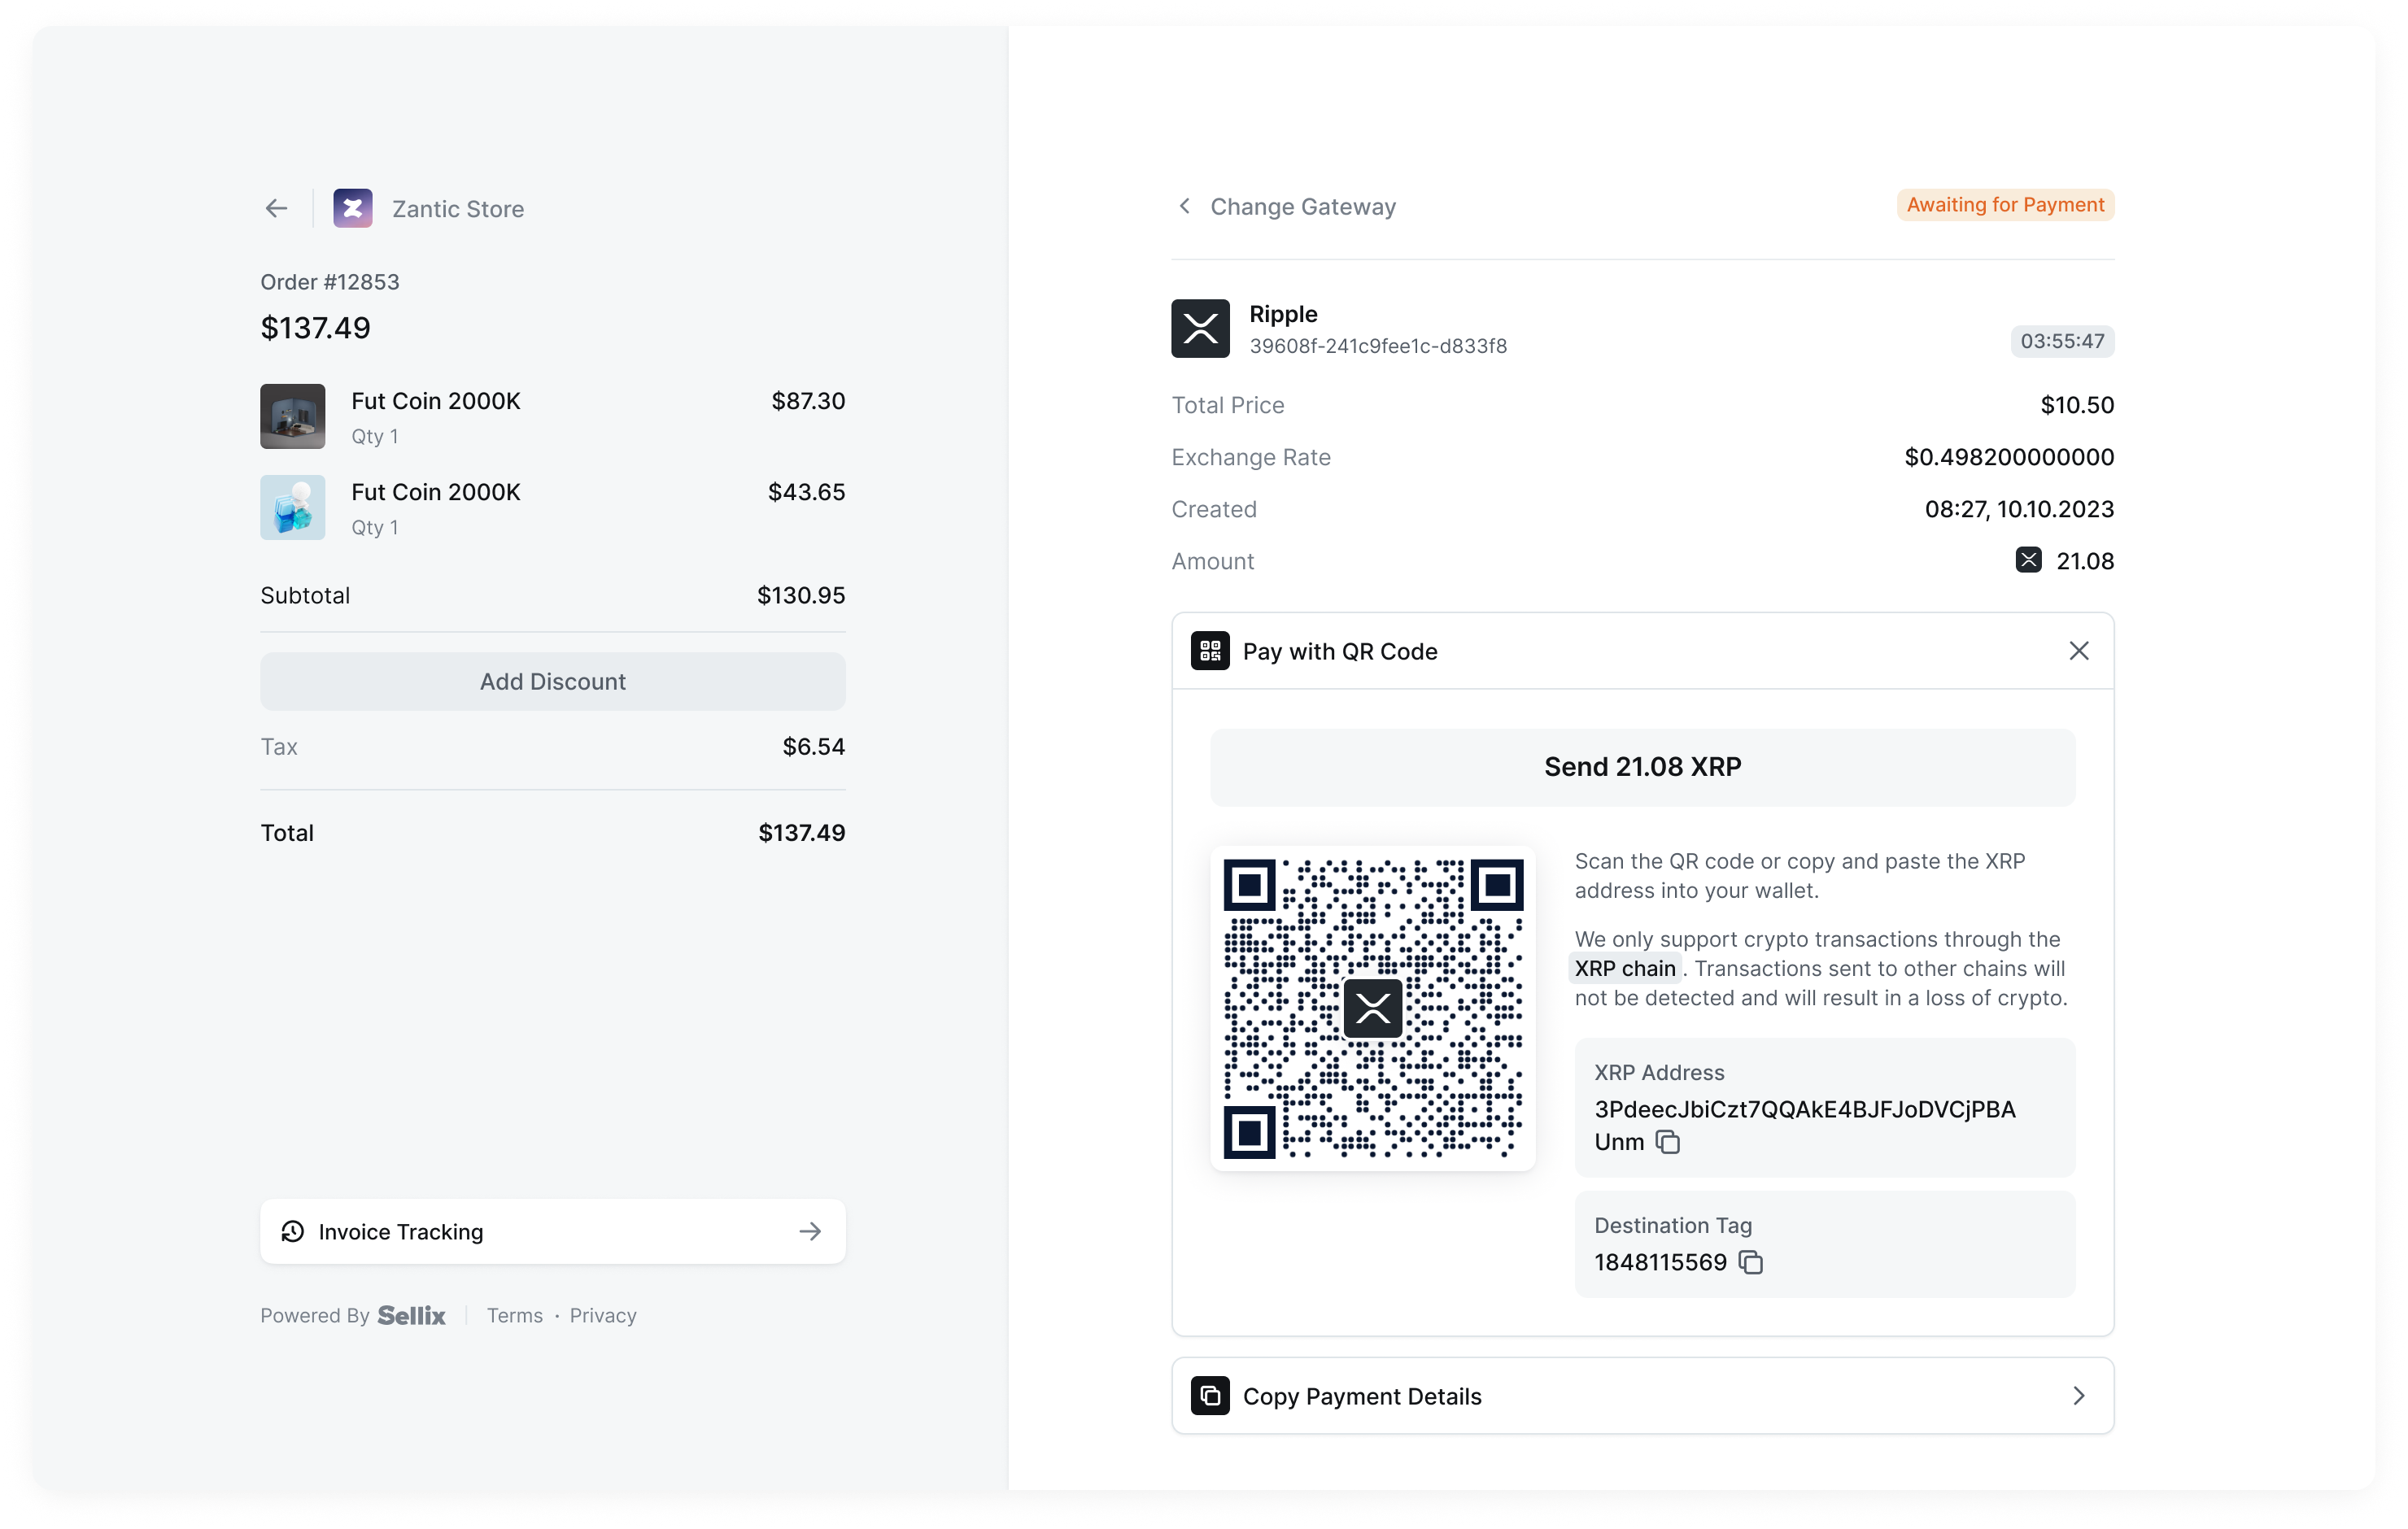 Zantic Store
Order #12853
$137.49
Fut Coin 2000K $87.30
Qty 1
Fut Coin 2000K $43.65
Qty 1
Subtotal $130.95
Add Discount
Tax $6.54
Total $137.49
Invoice Tracking
Powered By Sellix Terms · Privacy
Change Gateway Awaiting for Payment
Ripple
39608f-241c9fee1c-d833f8 03:55:47
Total Price $10.50
Exchange Rate $0.498200000000
Created 08:27, 10.10.2023
Amount 21.08
Pay with QR Code
Send 21.08 XRP
Scan the QR code or copy and paste the XRP
address into your wallet.
We only support crypto transactions through the
XRP chain. Transactions sent to other chains will
not be detected and will result in a loss of crypto.
XRP Address
3PdeecJbiCzt7QQAkE4BJFJoDVCjPBA
Unm
Destination Tag
1848115569
Copy Payment Details